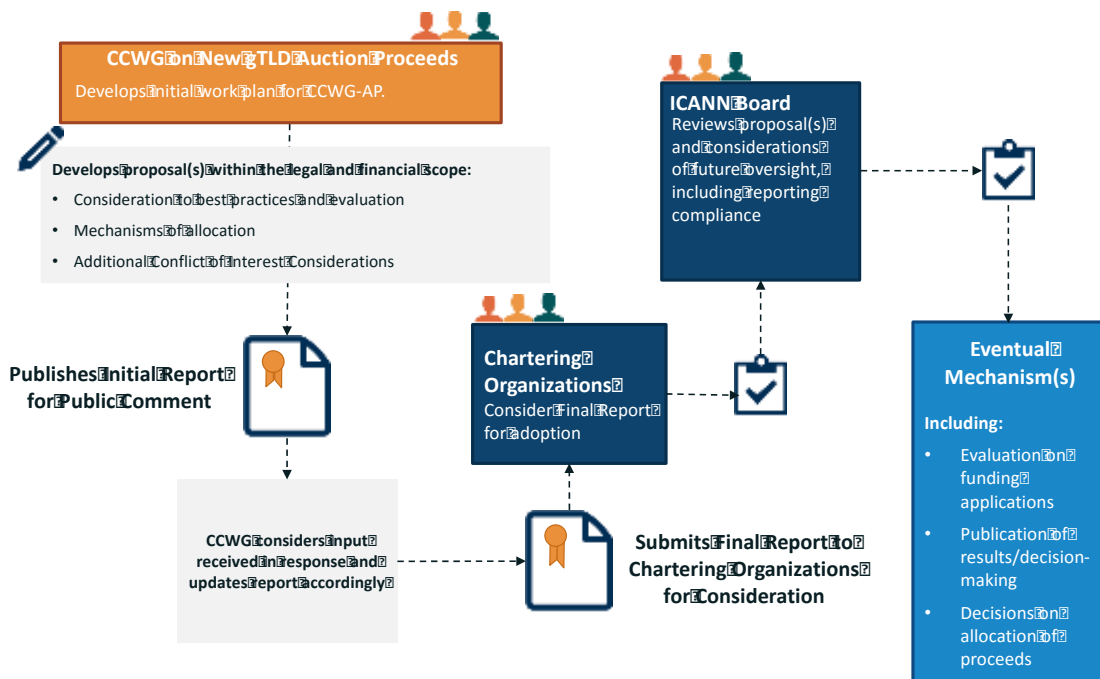 CCWG on New gTLD Auction Proceeds
Develops initial work plan for CCWG-AP.
Develops proposal(s) within the legal and financial scope:
• Consideration to best practices and evaluation
• Mechanisms of allocation
• Additional Conflict of Interest Considerations
Publishes Initial Report
for Public Comment
CCWG considers input
received in response and
updates report accordingly
Submits Final Report to
Chartering Organizations
for Consideration
Chartering
Organizations
Consider Final Report
for adoption
ICANN Board
Reviews proposal(s)
and considerations
of future oversight,
including reporting
compliance
Eventual
Mechanism(s)
Including:
• Evaluation on
funding
applications
• Publication of
results/decision-
making
• Decisions on
allocation of
proceeds